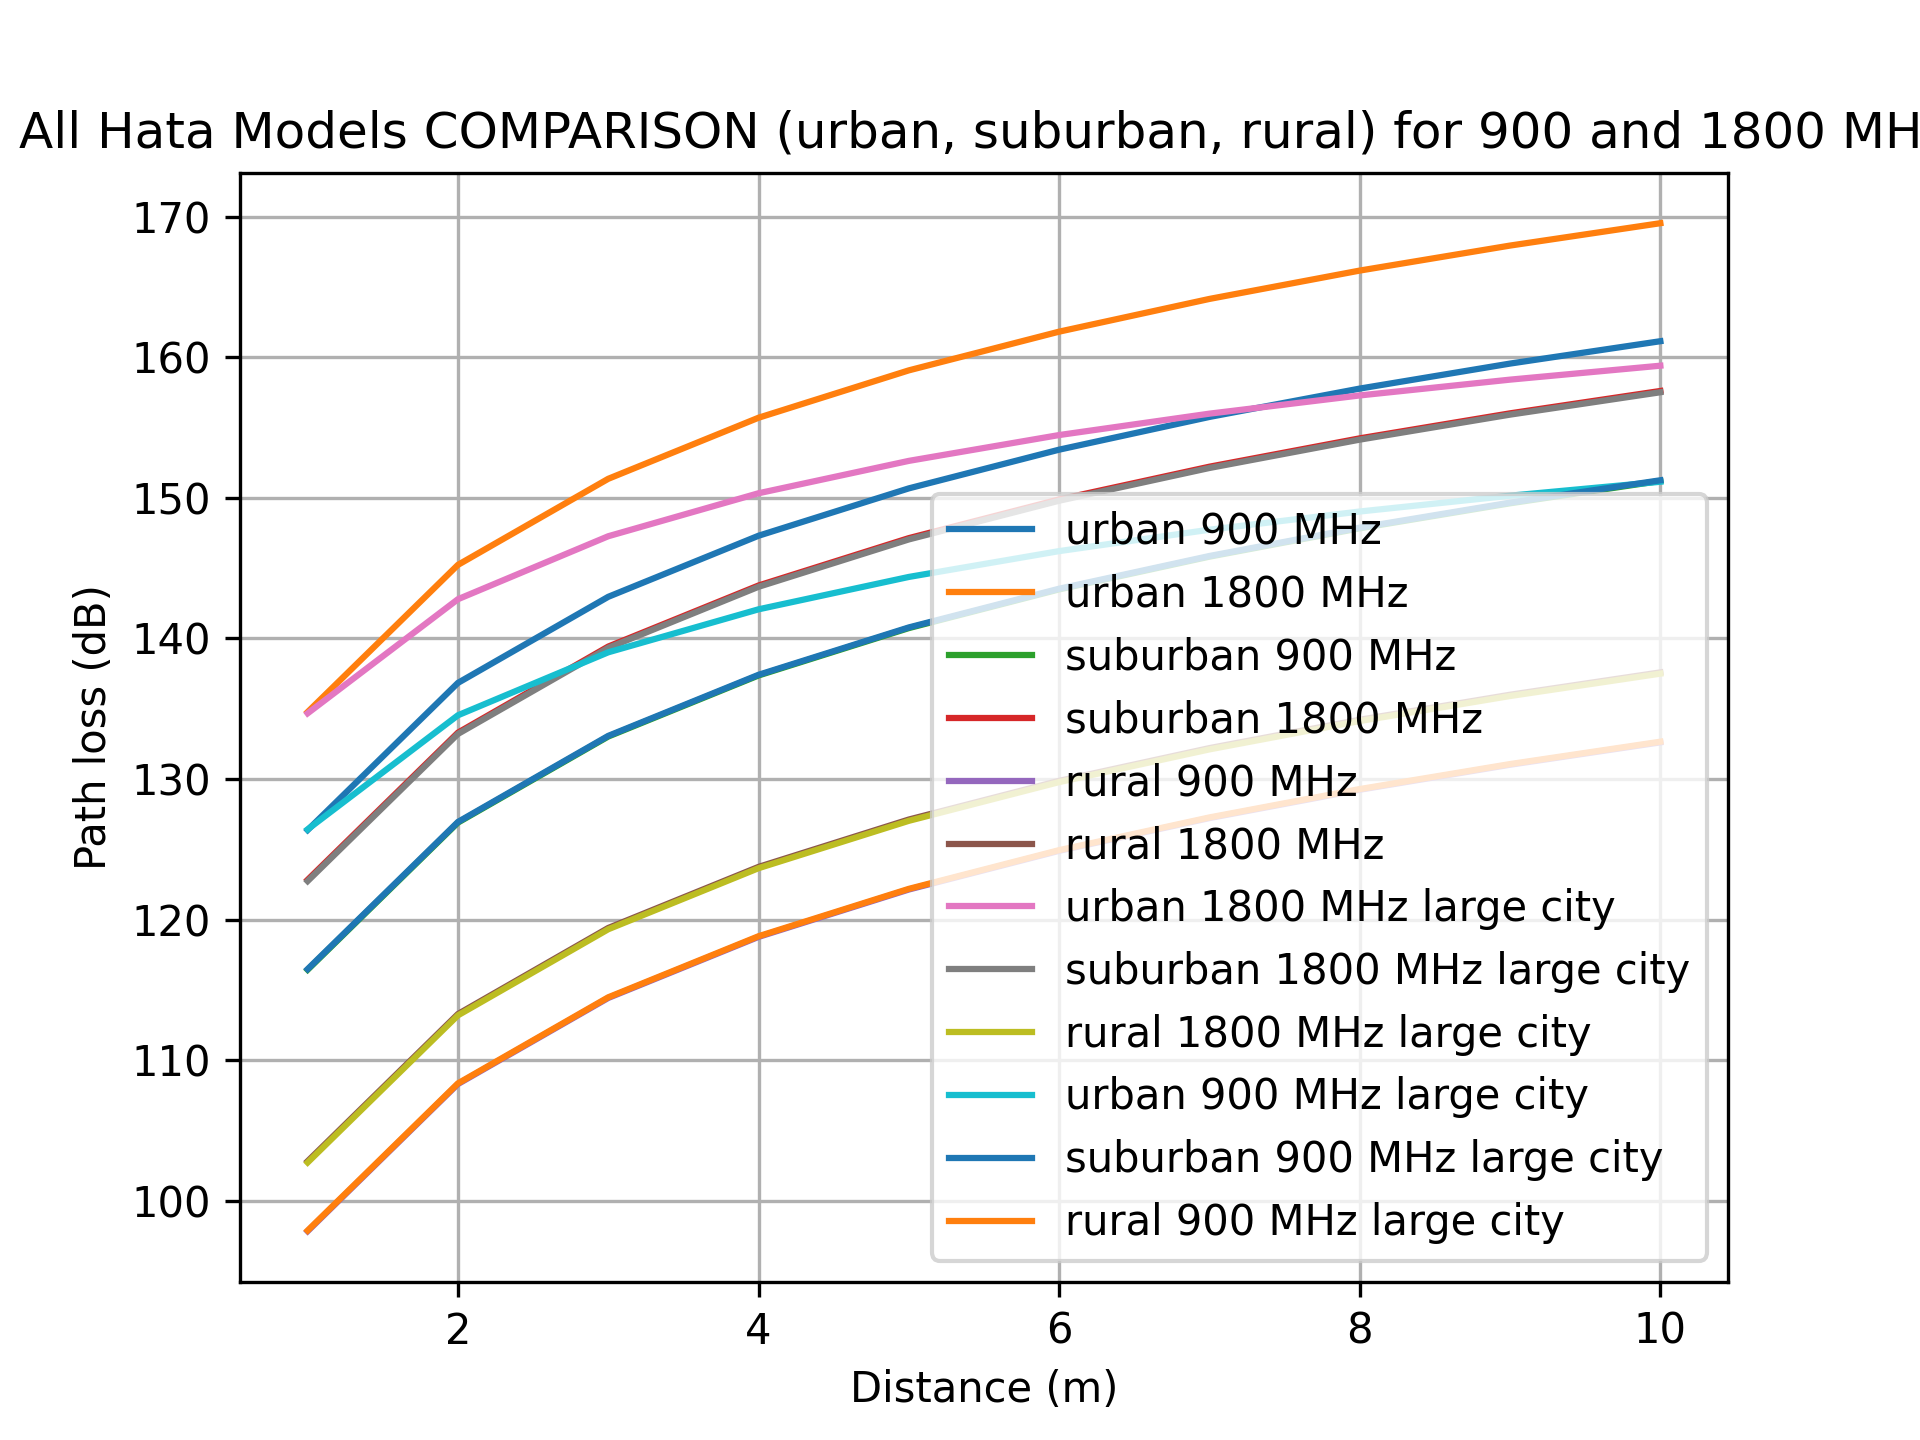 All Hata Models COMPARISON (urban, suburban, rural) for 900 and 1800 MH
170
160
150
140
130
120
110
100
Path loss (dB)
urban 900 MHz
urban 1800 MHz
suburban 900 MHz
suburban 1800 MHz
rural 900 MHz
rural 1800 MHz
urban 1800 MHz large city
suburban 1800 MHz large city
rural 1800 MHz large city
urban 900 MHz large city
suburban 900 MHz large city
rural 900 MHz large city
2 4 6 8 10
Distance (m)